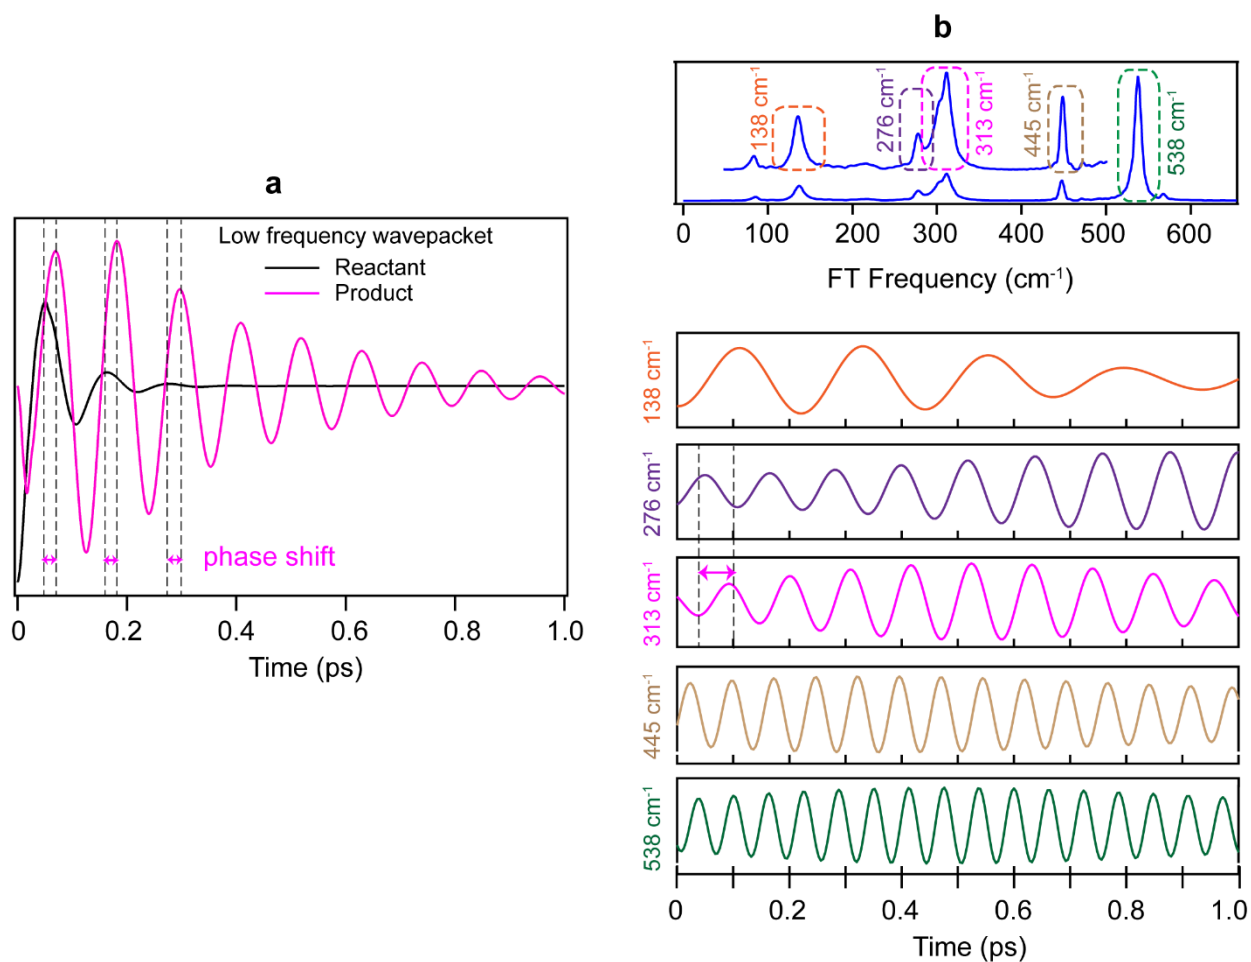 a
Low frequency wavepacket
Reactant
Product
phase shift
0 0.2 0.4 0.6 0.8 1.0
Time (ps)
b
138 cm⁻¹
276 cm⁻¹
313 cm⁻¹
445 cm⁻¹
538 cm⁻¹
0 100 200 300 400 500 600
FT Frequency (cm⁻¹)
138 cm⁻¹
276 cm⁻¹
313 cm⁻¹
445 cm⁻¹
538 cm⁻¹
0 0.2 0.4 0.6 0.8 1.0
Time (ps)